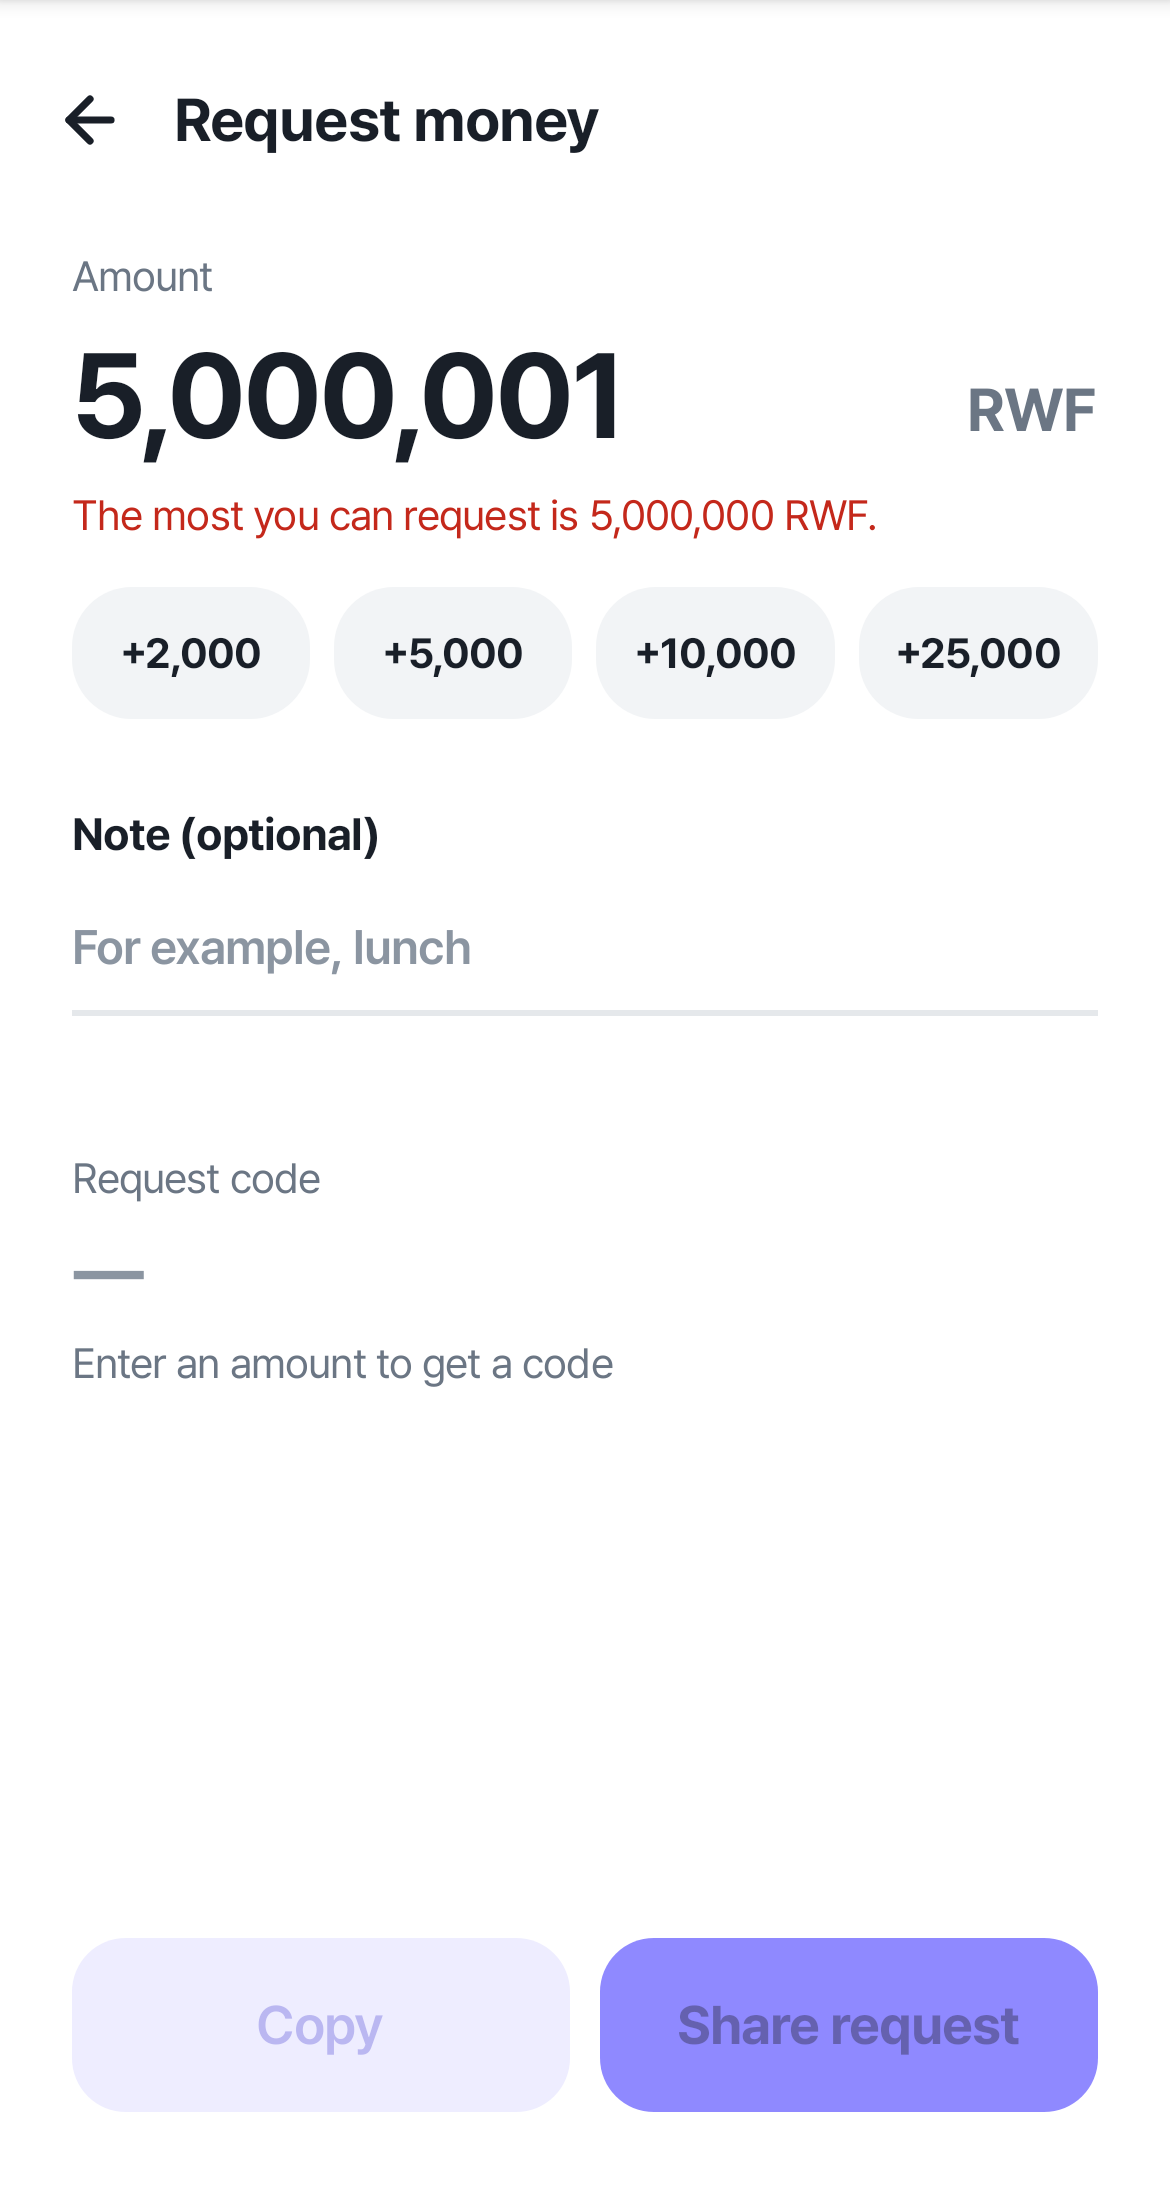 Request money
Amount
5,000,001 RWF
The most you can request is 5,000,000 RWF.
+2,000 +5,000 +10,000 +25,000
Note (optional)
For example, lunch
Request code
—
Enter an amount to get a code
Copy Share request